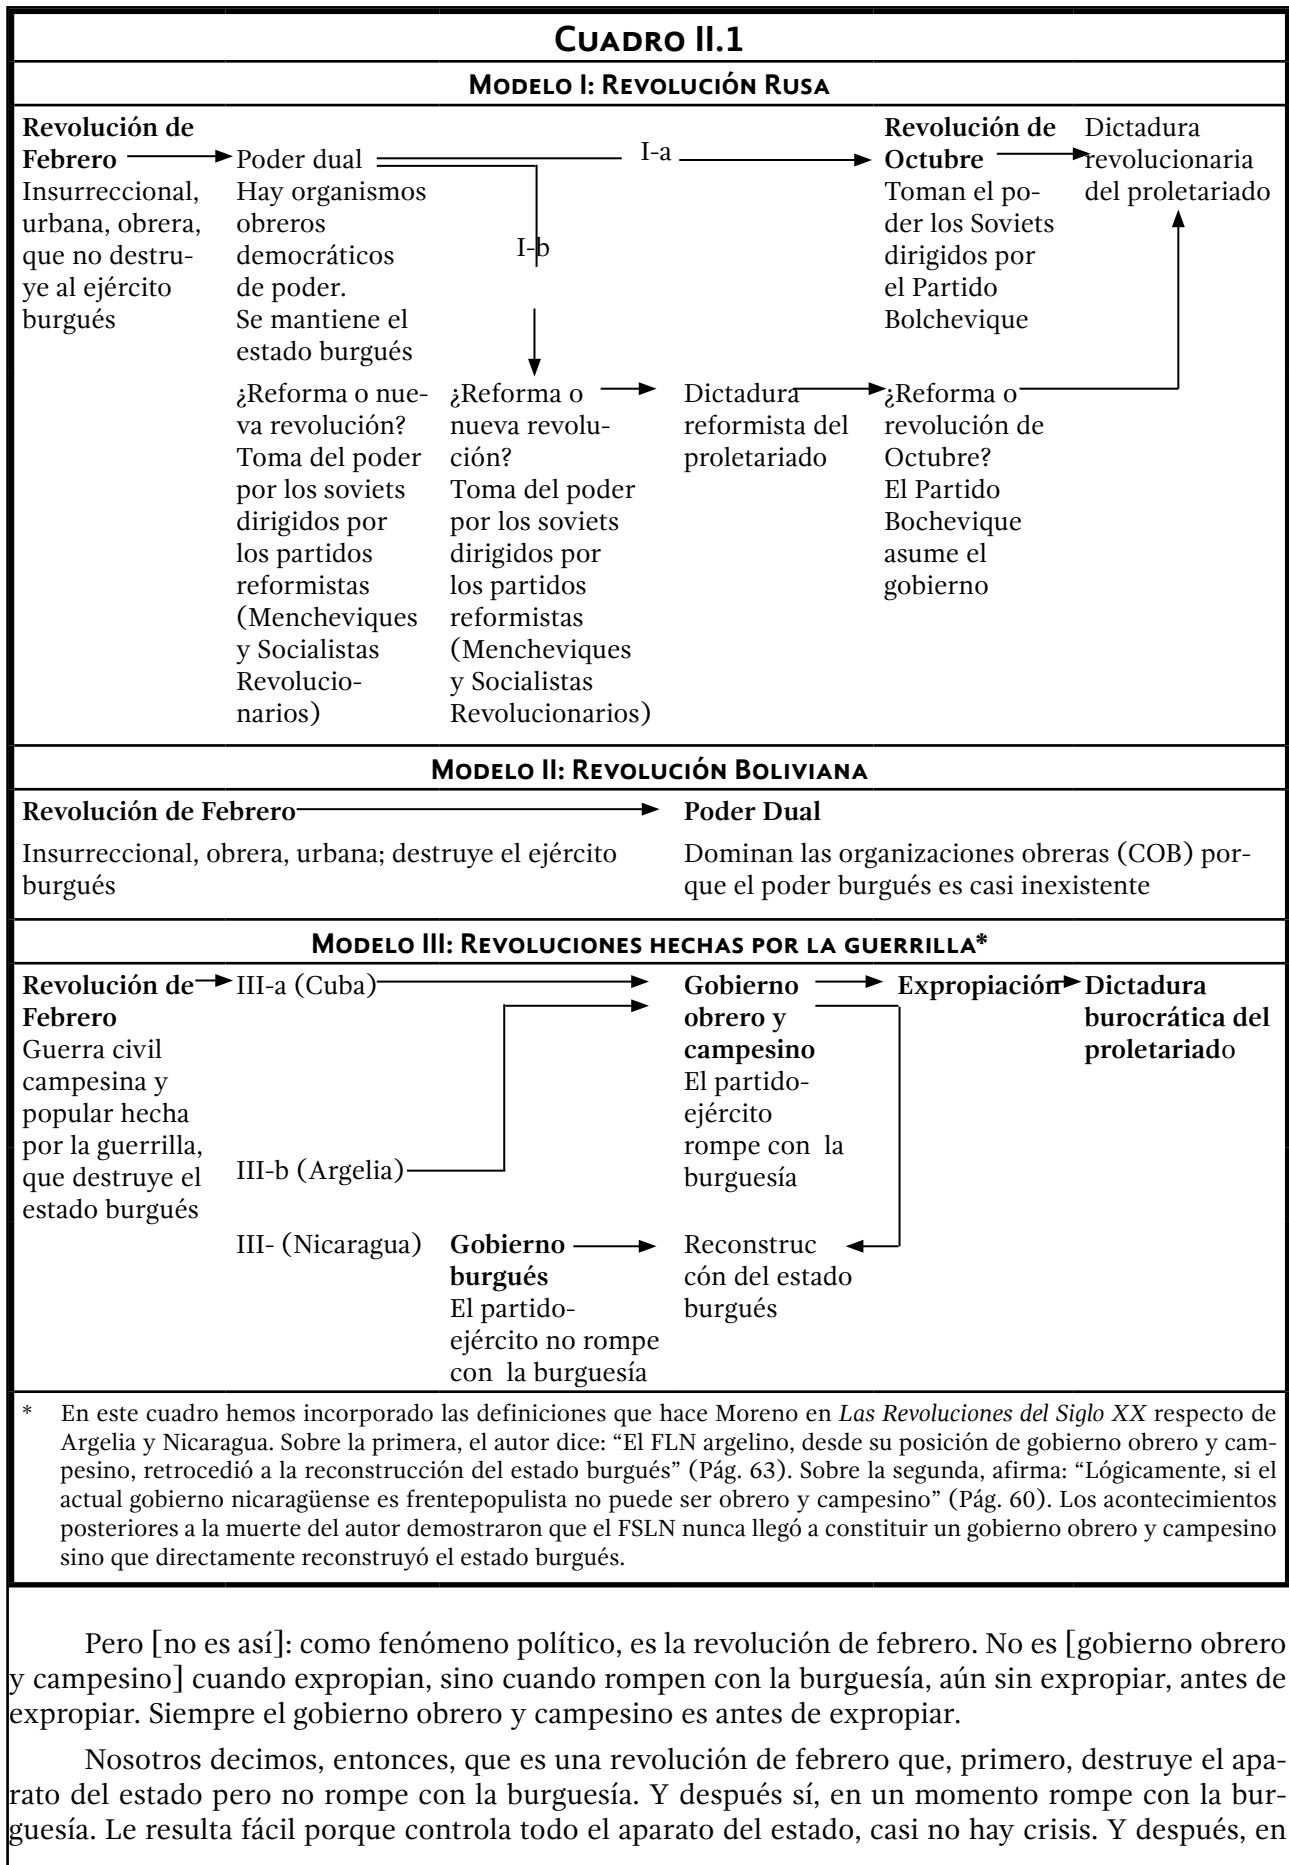 CUADRO II.1
MODELO I: REVOLUCIÓN RUSA
Revolución de
Febrero
Insurreccional,
urbana, obrera,
que no destru-
ye al ejército
burgués
Poder dual
Hay organismos
obreros
democráticos
de poder.
Se mantiene el
estado burgués
I-a
I-b
Revolución de
Octubre
Toman el po-
der los Soviets
dirigidos por
el Partido
Bolchevique
Dictadura
revolucionaria
del proletariado
¿Reforma o nue-
va revolución?
Toma del poder
por los soviets
dirigidos por
los partidos
reformistas
(Mencheviques
y Socialistas
Revolucio-
narios)
¿Reforma o
nueva revolu-
ción?
Toma del poder
por los soviets
dirigidos por
los partidos
reformistas
(Mencheviques
y Socialistas
Revolucionarios)
Dictadura
reformista del
proletariado
¿Reforma o
revolución de
Octubre?
El Partido
Bochevique
asume el
gobierno
MODELO II: REVOLUCIÓN BOLIVIANA
Revolución de Febrero
Insurreccional, obrera, urbana; destruye el ejército
burgués
Poder Dual
Dominan las organizaciones obreras (COB) por-
que el poder burgués es casi inexistente
MODELO III: REVOLUCIONES HECHAS POR LA GUERRILLA*
Revolución de
Febrero
Guerra civil
campesina y
popular hecha
por la guerrilla,
que destruye el
estado burgués
III-a (Cuba)
III-b (Argelia)
III- (Nicaragua)
Gobierno
burgués
El partido-
ejército no rompe
con la burguesía
Gobierno
obrero y
campesino
El partido-
ejército
rompe con la
burguesía
Reconstruc
cón del estado
burgués
Expropiación
Dictadura
burocrática del
proletariado
* En este cuadro hemos incorporado las definiciones que hace Moreno en Las Revoluciones del Siglo XX respecto de
Argelia y Nicaragua. Sobre la primera, el autor dice: “El FLN argelino, desde su posición de gobierno obrero y cam-
pesino, retrocedió a la reconstrucción del estado burgués” (Pág. 63). Sobre la segunda, afirma: “Lógicamente, si el
actual gobierno nicaragüense es frentepopulista no puede ser obrero y campesino” (Pág. 60). Los acontecimientos
posteriores a la muerte del autor demostraron que el FSLN nunca llegó a constituir un gobierno obrero y campesino
sino que directamente reconstruyó el estado burgués.
Pero [no es así]: como fenómeno político, es la revolución de febrero. No es [gobierno obrero
y campesino] cuando expropian, sino cuando rompen con la burguesía, aún sin expropiar, antes de
expropiar. Siempre el gobierno obrero y campesino es antes de expropiar.
Nosotros decimos, entonces, que es una revolución de febrero que, primero, destruye el apa-
rato del estado pero no rompe con la burguesía. Y después sí, en un momento rompe con la bur-
guesía. Le resulta fácil porque controla todo el aparato del estado, casi no hay crisis. Y después, en